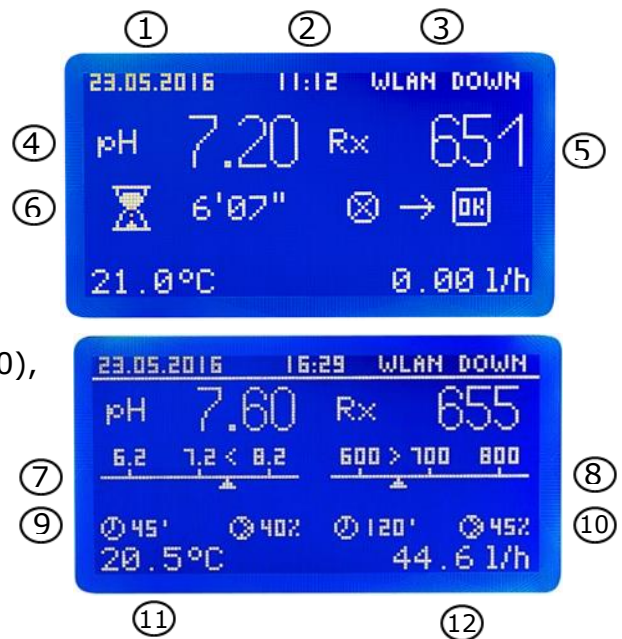 1 2 3
23.05.2016 11:12 WLAN DOWN
4 pH 7.20 Rx 651 5
6 6'07" → OK
21.0°C 0.00 l/h
0),
23.05.2016 16:29 WLAN DOWN
pH 7.60 Rx 655
6,2 7,2 < 8,2 600 > 700 800
7 8
9 45' 40% 120' 45% 10
20.5°C 44.6 l/h
11 12